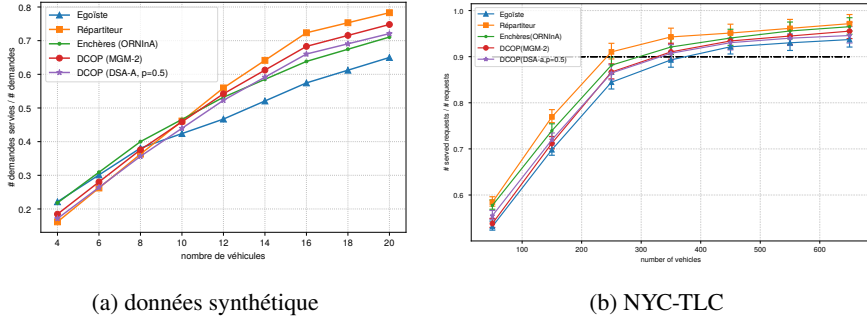 # demandes servies / # demandes
0.8
0.7
0.6
0.5
0.4
0.3
0.2
Egoïste
Répartiteur
Enchères (ORNInA)
DCOP (MGM-2)
DCOP (DSA-A, p=0.5)
4 6 8 10 12 14 16 18 20
nombre de véhicules
(a) données synthétique
# served requests / # requests
1.0
0.9
0.8
0.7
0.6
Egoïste
Répartiteur
Enchères (ORNInA)
DCOP (MGM-2)
DCOP (DSA-a,p=0.5)
100 200 300 400 500 600
number of vehicles
(b) NYC-TLC